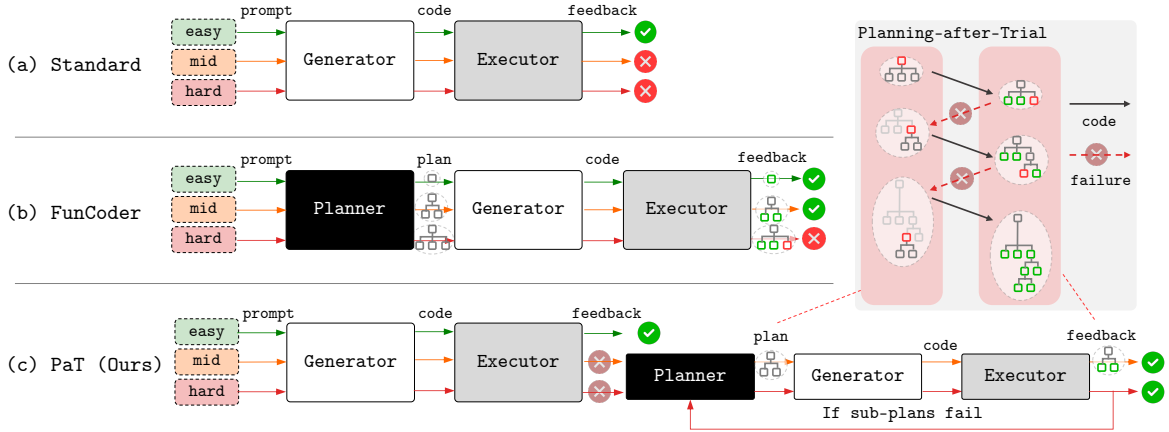 (a) Standard
easy
mid
hard
prompt
Generator
code
Executor
feedback
(b) FunCoder
easy
mid
hard
prompt
Planner
plan
Generator
code
Executor
feedback
(c) PaT (Ours)
easy
mid
hard
prompt
Generator
code
Executor
feedback
Planner
plan
Generator
code
Executor
feedback
If sub-plans fail
Planning-after-Trial
code
failure